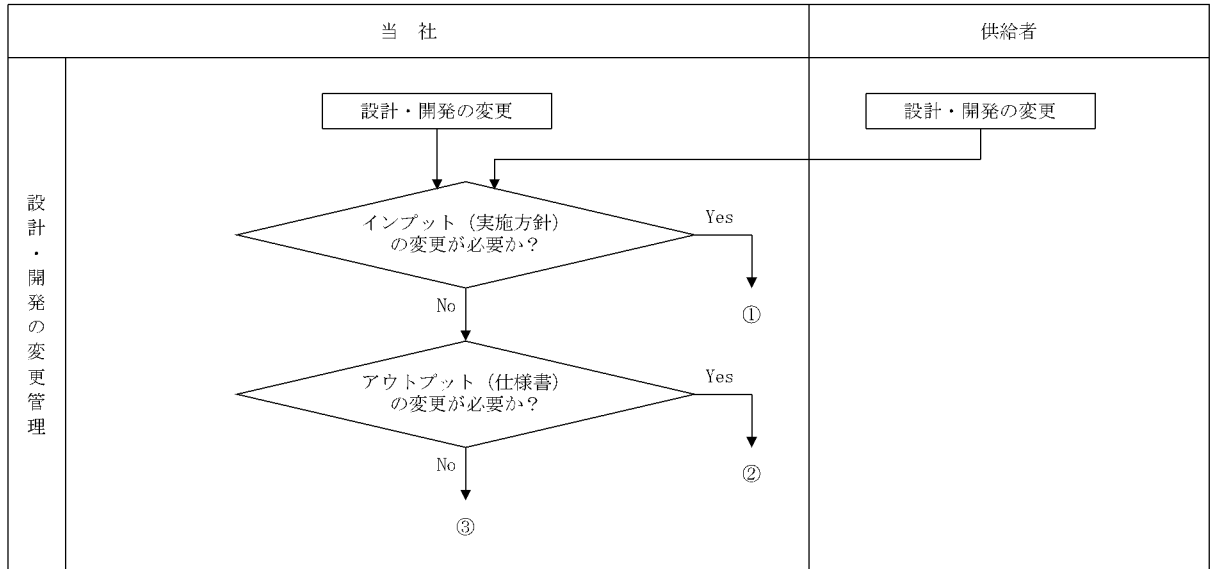 当 社
供給者
設計・開発の変更管理
設計・開発の変更
設計・開発の変更
インプット（実施方針）
の変更が必要か？
Yes
①
No
アウトプット（仕様書）
の変更が必要か？
Yes
②
No
③